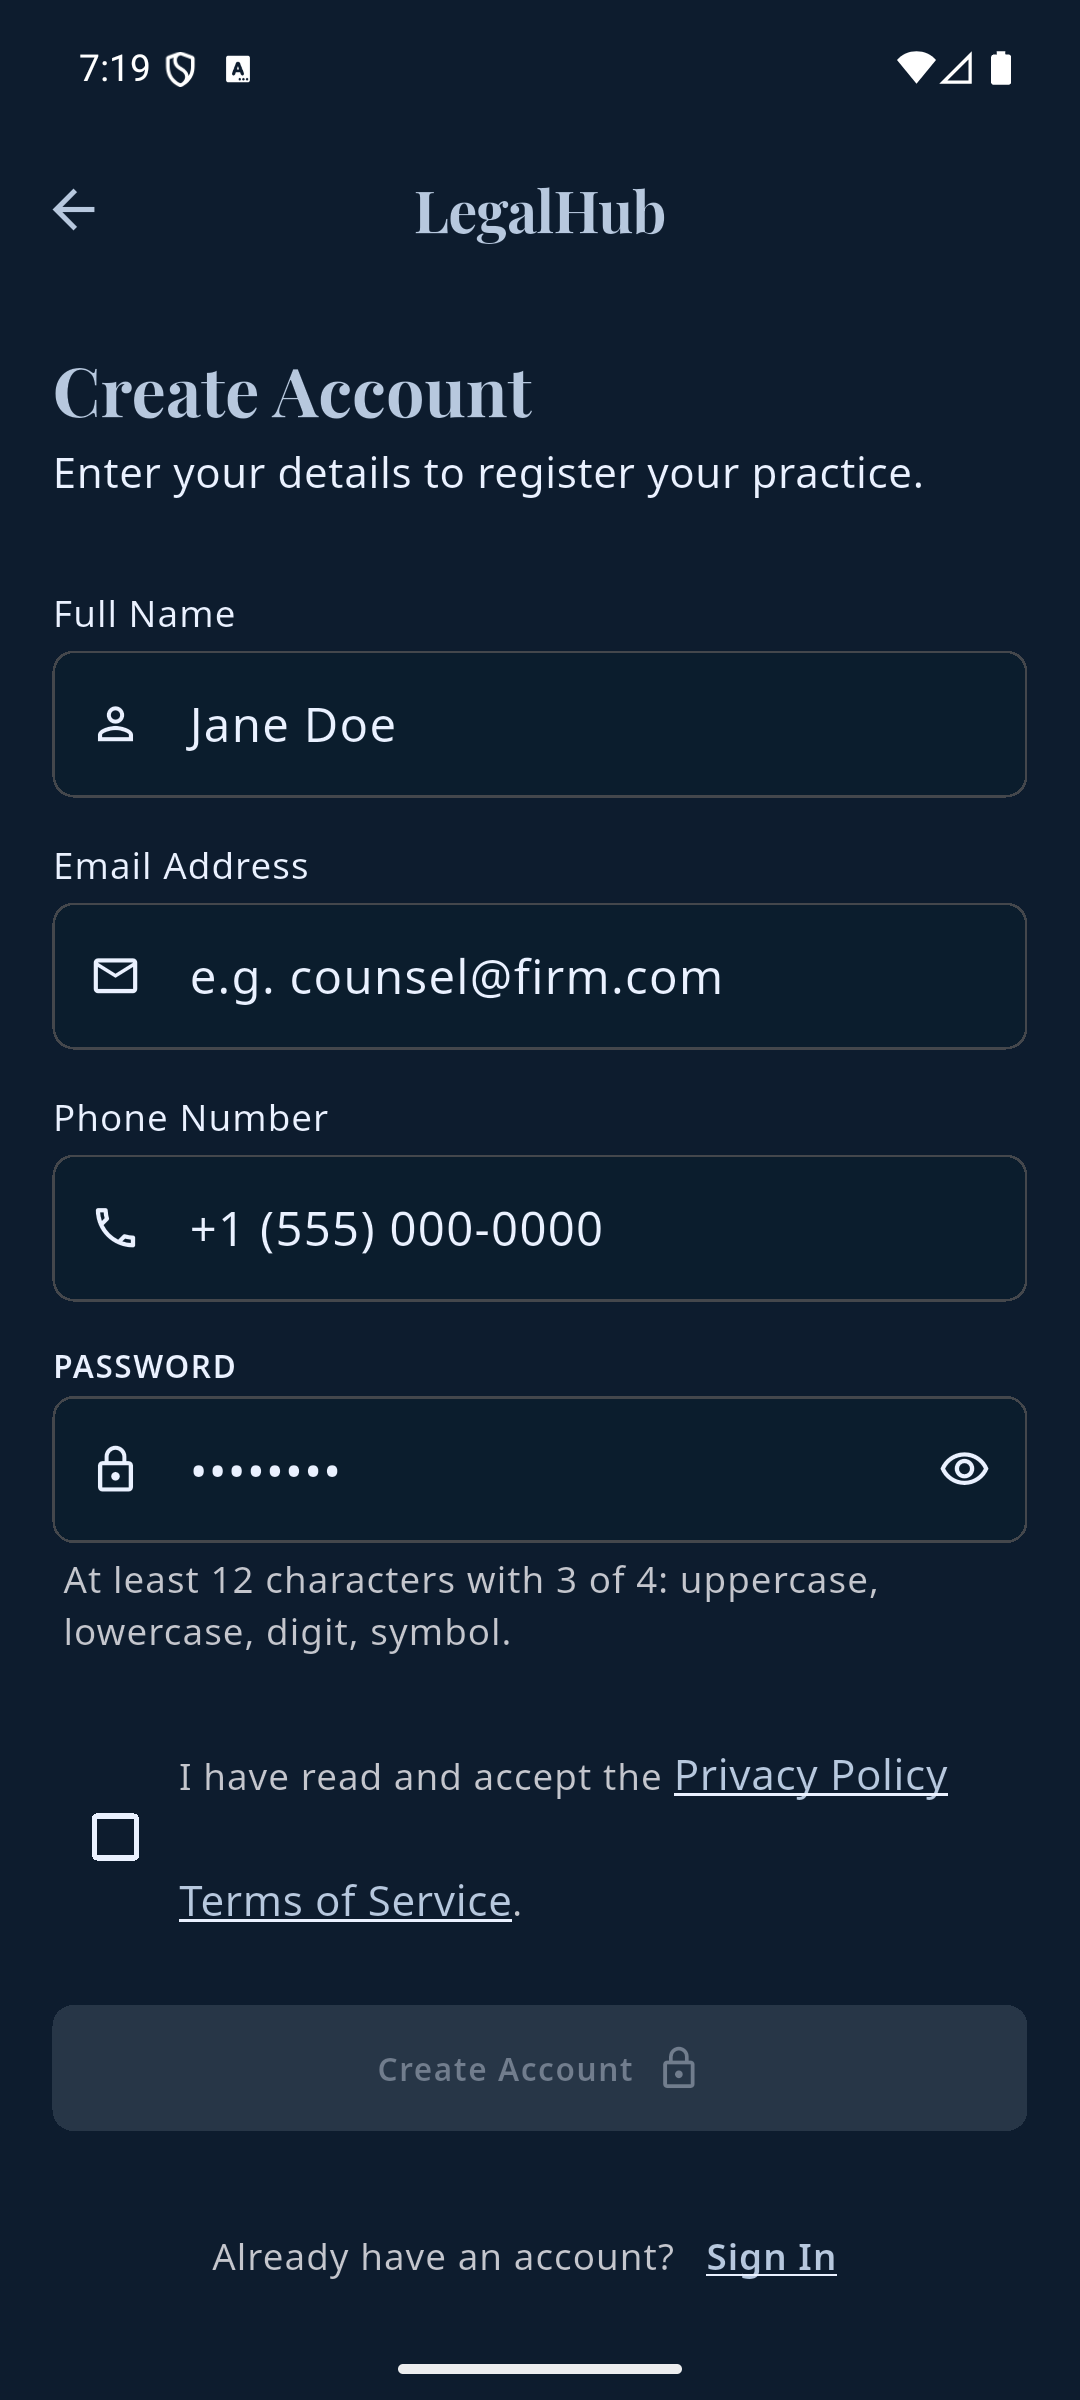 7:19
LegalHub
Create Account
Enter your details to register your practice.
Full Name
Jane Doe
Email Address
e.g. counsel@firm.com
Phone Number
+1 (555) 000-0000
PASSWORD
••••••••
At least 12 characters with 3 of 4: uppercase,
lowercase, digit, symbol.
I have read and accept the Privacy Policy
Terms of Service.
Create Account
Already have an account? Sign In